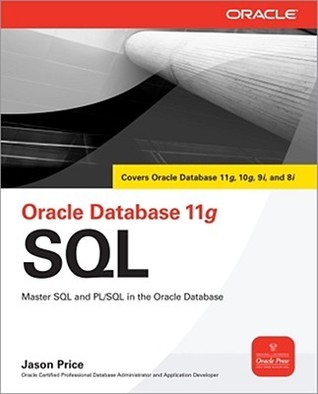 ORACLE
Covers Oracle Database 11g, 10g, 9i, and 8i
Oracle Database 11g
SQL
Master SQL and PL/SQL in the Oracle Database
Oracle Press
Jason Price
Oracle Certified Professional Database Administrator and Application Developer